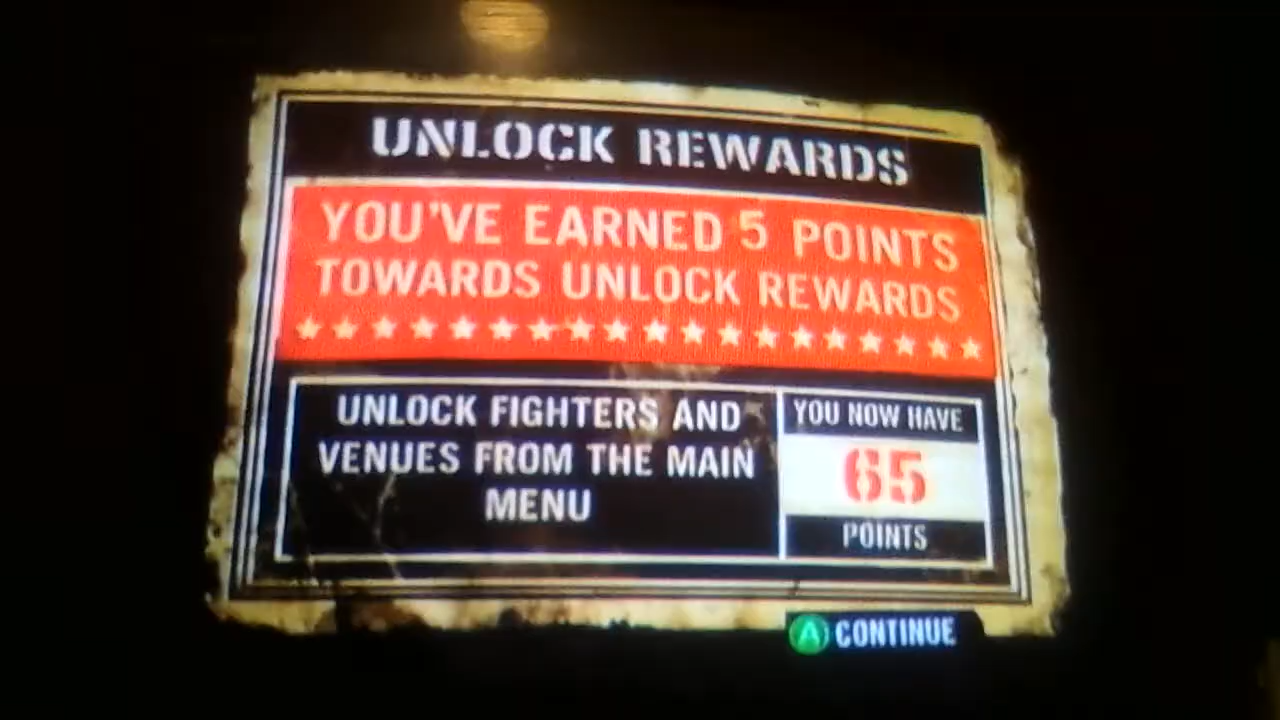 UNLOCK REWARDS
YOU'VE EARNED 5 POINTS
TOWARDS UNLOCK REWARDS
UNLOCK FIGHTERS AND
VENUES FROM THE MAIN
MENU
YOU NOW HAVE
65
POINTS
A CONTINUE